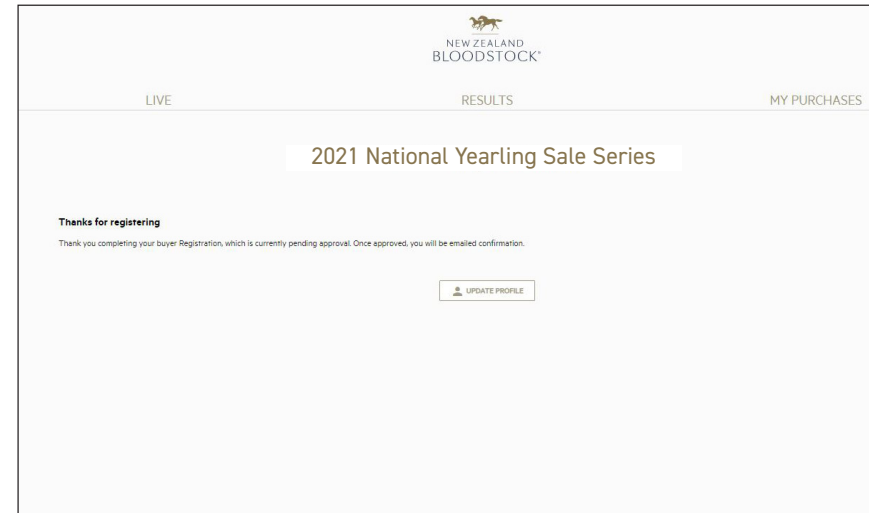 NEW ZEALAND
BLOODSTOCK®
LIVE RESULTS MY PURCHASES
2021 National Yearling Sale Series
Thanks for registering
Thank you completing your buyer Registration, which is currently pending approval. Once approved, you will be emailed confirmation.
UPDATE PROFILE